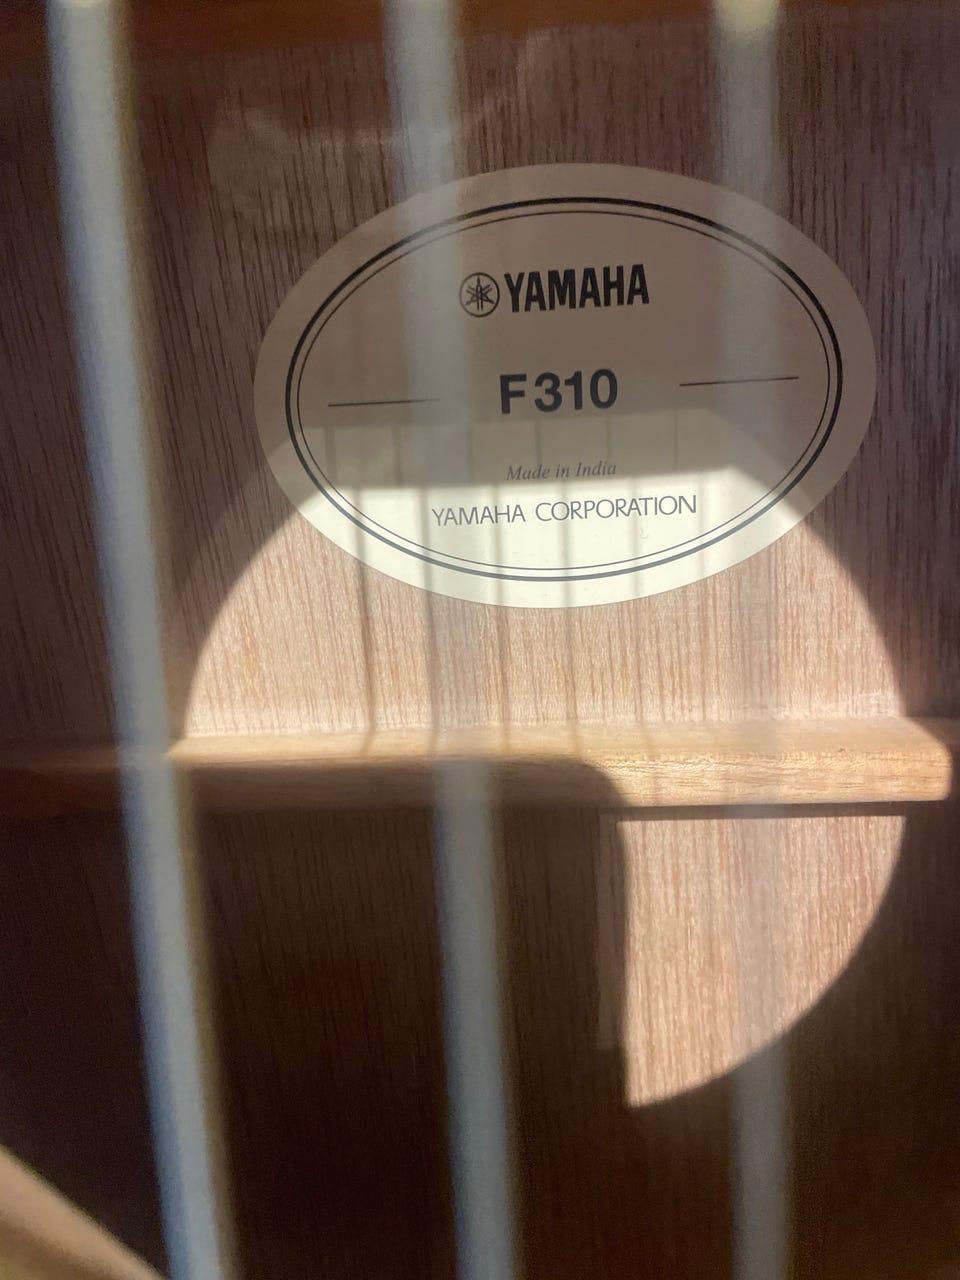 YAMAHA
F310
Made in India
YAMAHA CORPORATION